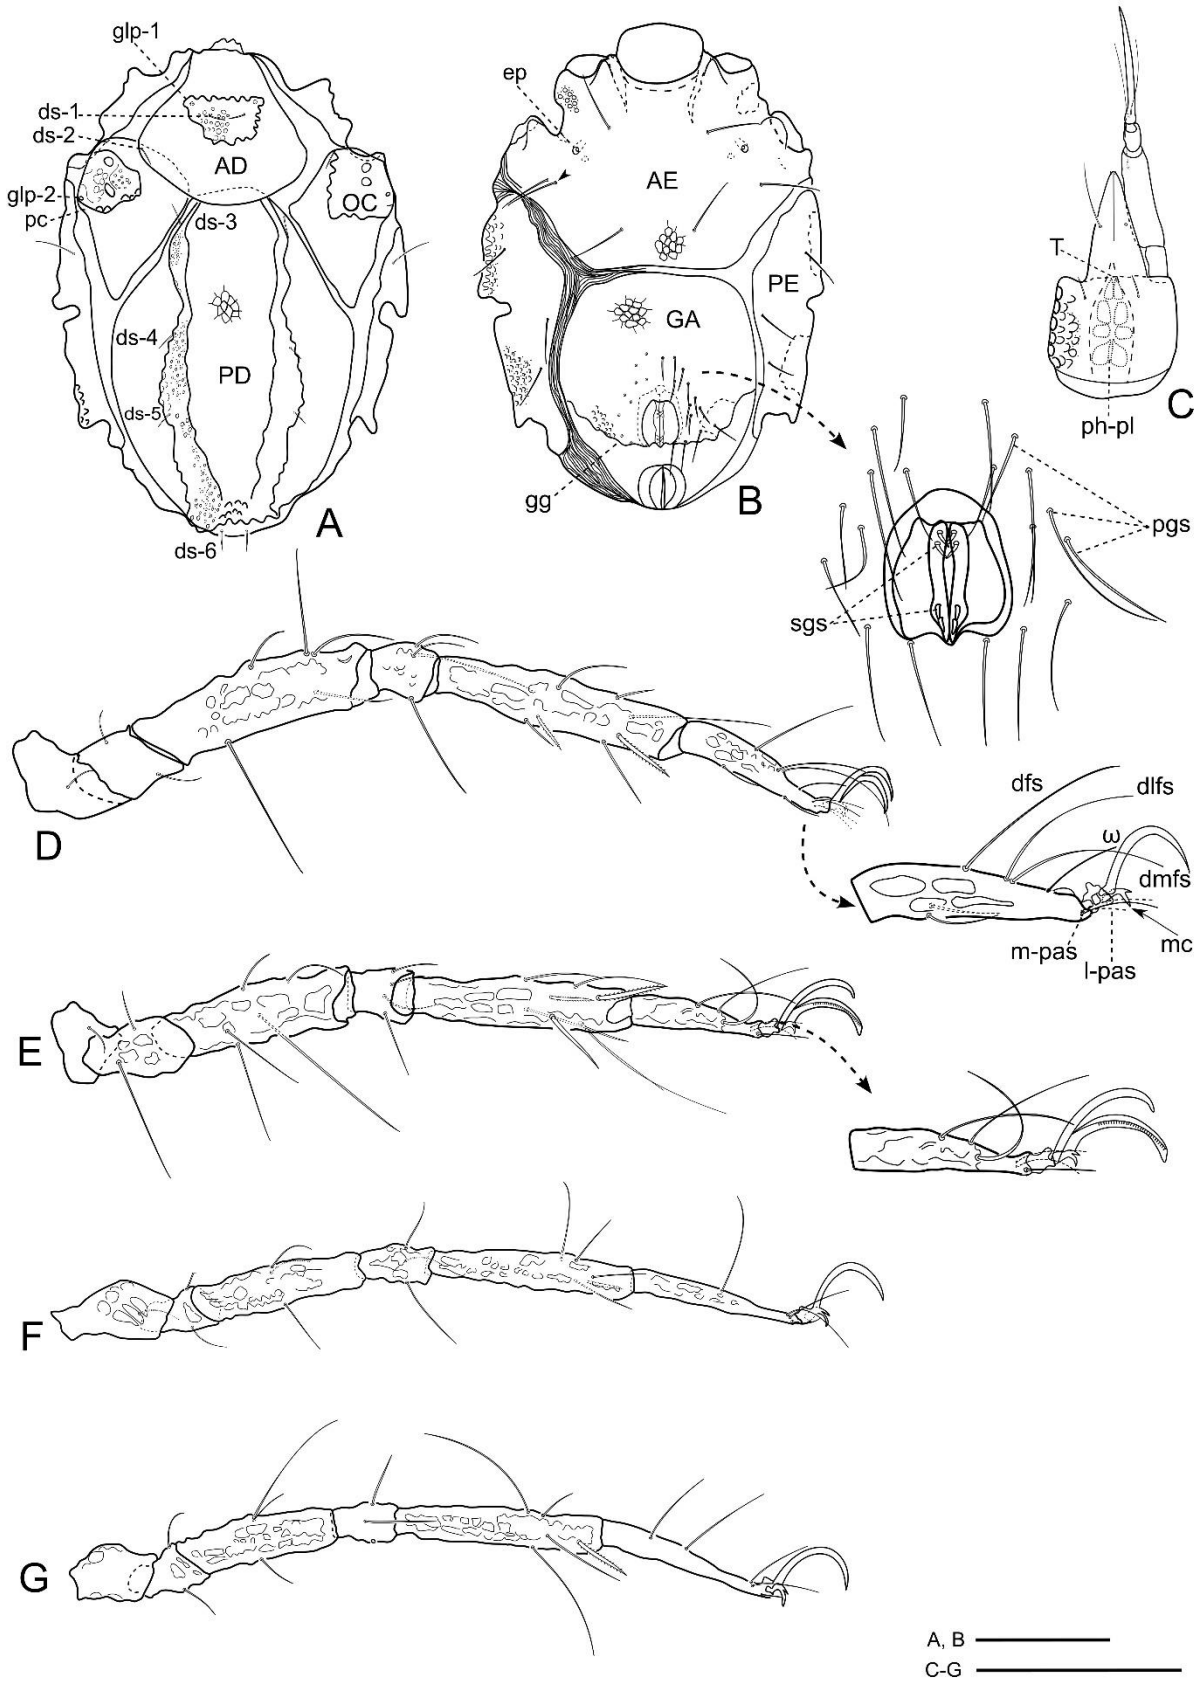 glp-1
ds-1
ds-2
AD
glp-2
OC
pc
ds-3
ds-4
PD
ds-5
A
ds-6
ep
AE
PE
GA
gg
B
T
C
ph-pl
pgs
sgs
D
dfs
dlfs
ω
dmfs
m-pas
l-pas
mc
E
F
G
A, B
C-G